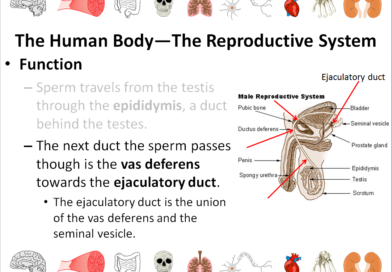 The Human Body—The Reproductive System
• Function
– Sperm travels from the testis
through the epididymis, a duct
behind the testes.
– The next duct the sperm passes
though is the vas deferens
towards the ejaculatory duct.
• The ejaculatory duct is the union
of the vas deferens and the
seminal vesicle.
Ejaculatory duct
Male Reproductive System
Pubic bone
Bladder
Seminal vesicle
Ductus deferens
Prostate gland
Penis
Epididymis
Spongy urethra
Testis
Scrotum